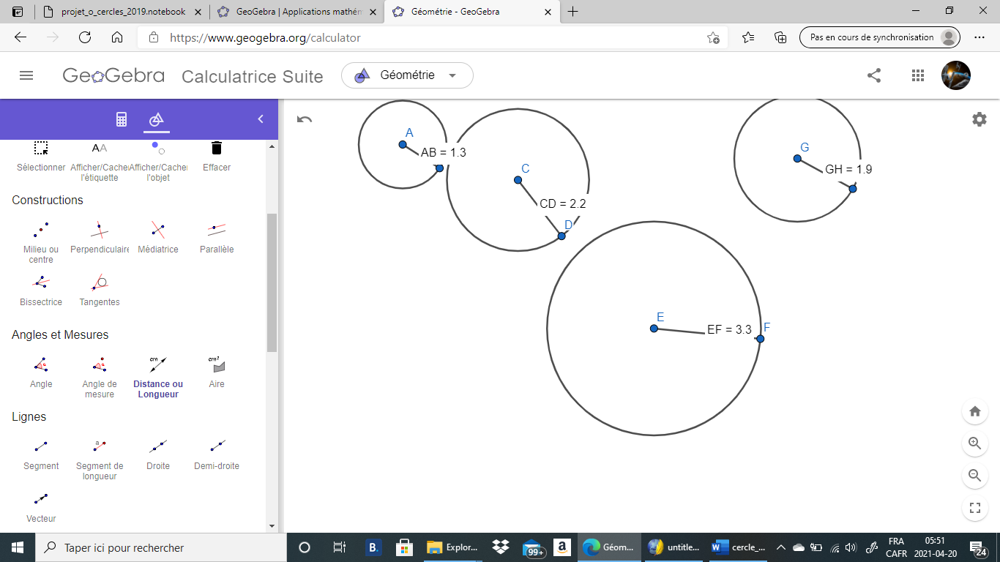 projet_o_cercles_2019.notebook
GeoGebra | Applications mathém
Géométrie - GeoGebra
https://www.geogebra.org/calculator
Pas en cours de synchronisation
GeoGebra
Calculatrice Suite
Géométrie
Sélectionner
Afficher/Cacher
l'étiquette
Afficher/Cacher
l'objet
Effacer
AA
Constructions
Milieu ou
centre
Perpendiculaire
Médiatrice
Parallèle
Bissectrice
Tangentes
Angles et Mesures
Angle
Angle de
mesure
cm
Distance ou
Longueur
cm²
Aire
Lignes
Segment
a
Segment de
longueur
Droite
Demi-droite
Vecteur
A
AB = 1.3
C
CD = 2.2
D
G
GH = 1.9
E
EF = 3.3
F
Taper ici pour rechercher
B.
Explor...
99+
a
Géom...
untitle...
W
cercle_...
FRA
CAFR
05:51
2021-04-20
24